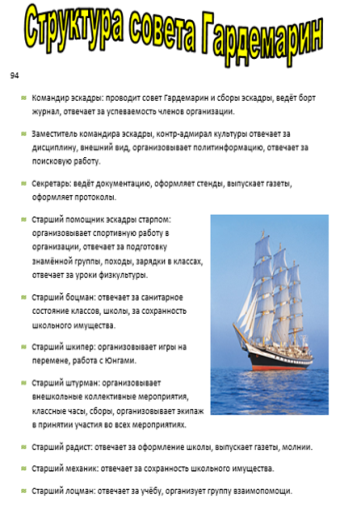 Структура совета Гардемарин
94
Командир эскадры: проводит совет Гардемарин и сборы эскадры, ведёт борт
журнал, отвечает за успеваемость членов организации.
Заместитель командира эскадры, контр-адмирал культуры отвечает за
дисциплину, внешний вид, организовывает политинформацию, отвечает за
поисковую работу.
Секретарь: ведёт документацию, оформляет стенды, выпускает газеты,
оформляет протоколы.
Старший помощник эскадры старпом:
организовывает спортивную работу в
организации, отвечает за подготовку
знамённой группы, походы, зарядки в классах,
отвечает за уроки физкультуры.
Старший боцман: отвечает за санитарное
состояние классов, школы, за сохранность
школьного имущества.
Старший шкипер: организовывает игры на
перемене, работа с Юнгами.
Старший штурман: организовывает
внешкольные коллективные мероприятия,
классные часы, сборы, организовывает экипаж
в принятии участия во всех мероприятиях.
Старший радист: отвечает за оформление школы, выпускает газеты, молнии.
Старший механик: отвечает за сохранность школьного имущества.
Старший лоцман: отвечает за учёбу, организует группу взаимопомощи.